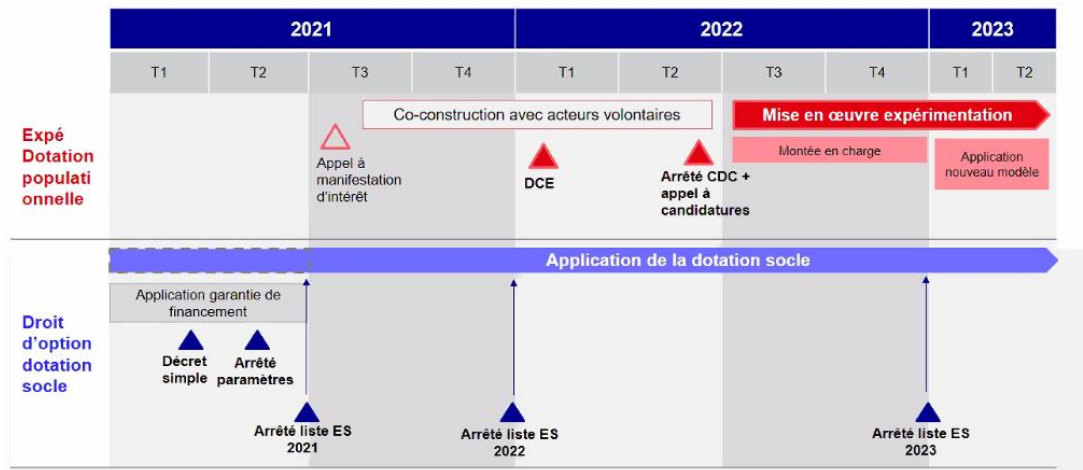 2021
2022
2023
T1
T2
T3
T4
T1
T2
T3
T4
T1
T2
Expé
Dotation
populati
onnelle
Co-construction avec acteurs volontaires
Mise en œuvre expérimentation
Appel à
manifestation
d'intérêt
DCE
Arrêté CDC +
appel à
candidatures
Montée en charge
Application
nouveau modèle
Droit
d'option
dotation
socle
Application de la dotation socle
Application garantie de
financement
Décret
simple
Arrêté
paramètres
Arrêté liste ES
2021
Arrêté liste ES
2022
Arrêté liste ES
2023